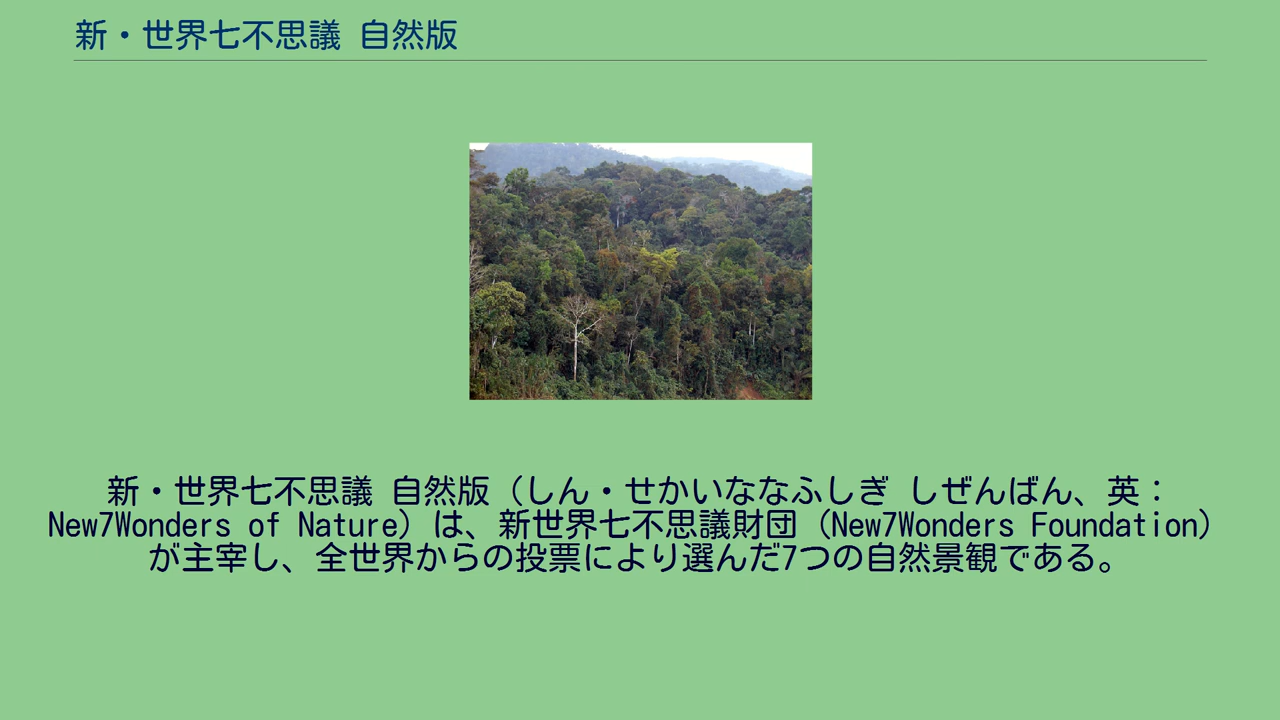 新・世界七不思議 自然版
新・世界七不思議 自然版（しん・せかいななふしぎ しぜんばん、英：
New7Wonders of Nature）は、新世界七不思議財団（New7Wonders Foundation）
が主宰し、全世界からの投票により選んだ7つの自然景観である。